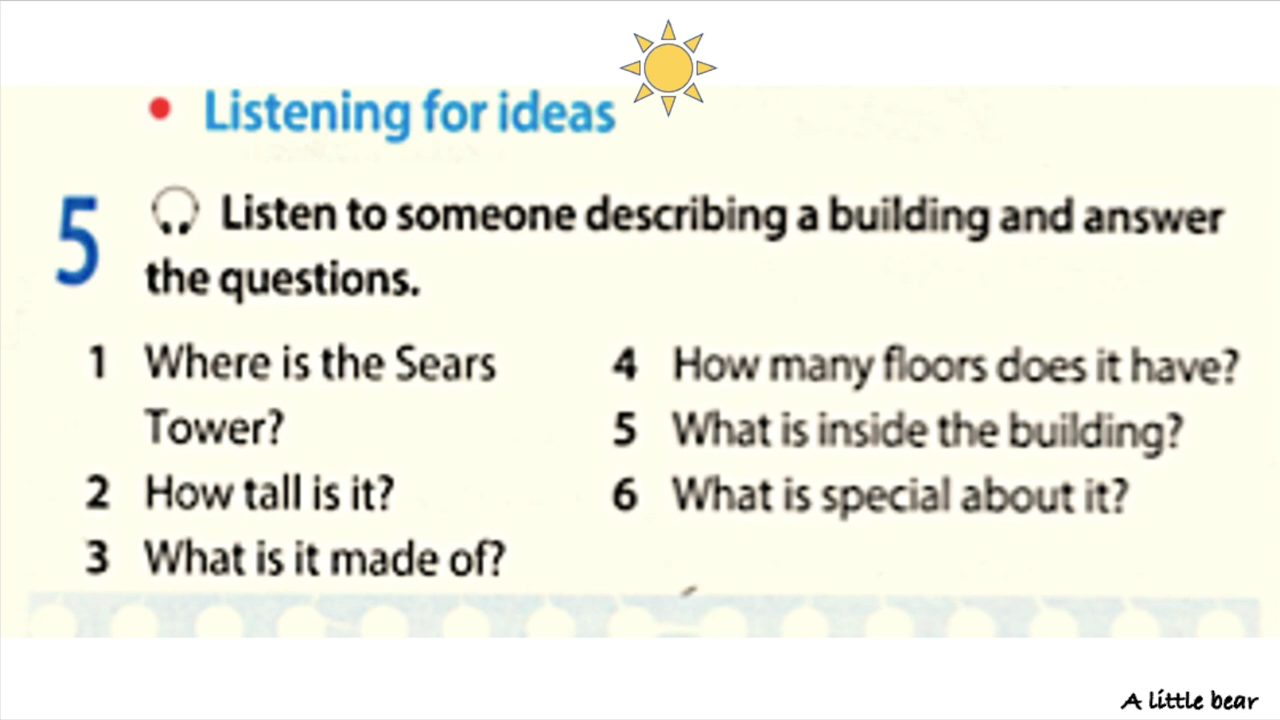 • Listening for ideas
5 Listen to someone describing a building and answer
the questions.
1 Where is the Sears
Tower?
2 How tall is it?
3 What is it made of?
4 How many floors does it have?
5 What is inside the building?
6 What is special about it?
A little bear